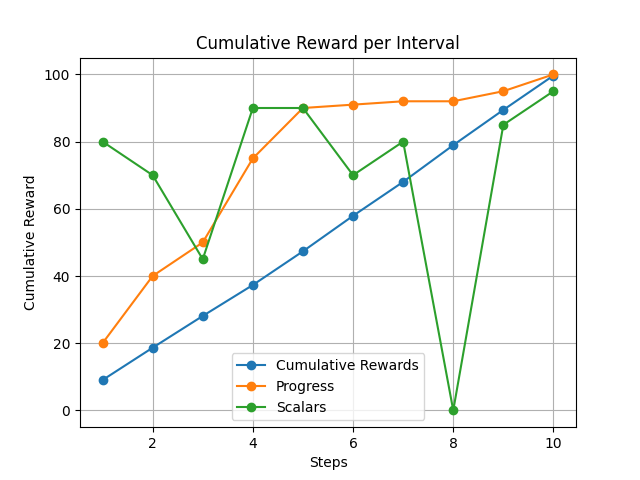 Cumulative Reward per Interval
Cumulative Reward
100
80
60
40
20
0
Cumulative Rewards
Progress
Scalars
2
4
6
8
10
Steps